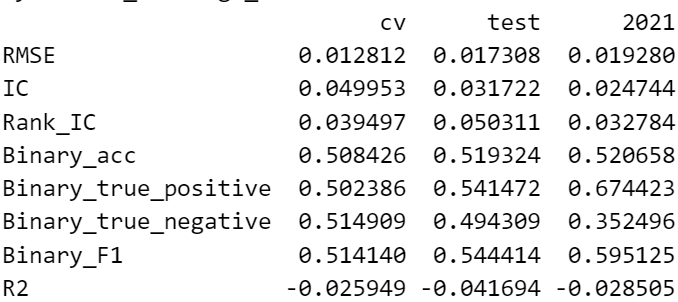 cv test 2021
RMSE 0.012812 0.017308 0.019280
IC 0.049953 0.031722 0.024744
Rank_IC 0.039497 0.050311 0.032784
Binary_acc 0.508426 0.519324 0.520658
Binary_true_positive 0.502386 0.541472 0.674423
Binary_true_negative 0.514909 0.494309 0.352496
Binary_F1 0.514140 0.544414 0.595125
R2 -0.025949 -0.041694 -0.028505